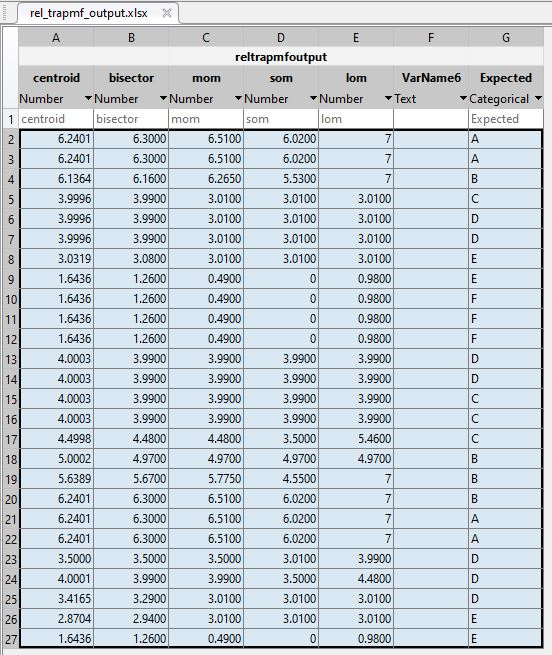 rel_trapmf_output.xlsx
A B C D E F G
reltrapmfoutput
centroid bisector mom som lom VarName6 Expected
Number Number Number Number Number Text Categorical
1 centroid bisector mom som lom Expected
2 6.2401 6.3000 6.5100 6.0200 7 A
3 6.2401 6.3000 6.5100 6.0200 7 A
4 6.1364 6.1600 6.2650 5.5300 7 B
5 3.9996 3.9900 3.0100 3.0100 3.0100 C
6 3.9996 3.9900 3.0100 3.0100 3.0100 D
7 3.9996 3.9900 3.0100 3.0100 3.0100 D
8 3.0319 3.0800 3.0100 3.0100 3.0100 E
9 1.6436 1.2600 0.4900 0 0.9800 E
10 1.6436 1.2600 0.4900 0 0.9800 F
11 1.6436 1.2600 0.4900 0 0.9800 F
12 1.6436 1.2600 0.4900 0 0.9800 F
13 4.0003 3.9900 3.9900 3.9900 3.9900 D
14 4.0003 3.9900 3.9900 3.9900 3.9900 D
15 4.0003 3.9900 3.9900 3.9900 3.9900 C
16 4.0003 3.9900 3.9900 3.9900 3.9900 C
17 4.4998 4.4800 4.4800 3.5000 5.4600 C
18 5.0002 4.9700 4.9700 4.9700 4.9700 B
19 5.6389 5.6700 5.7750 4.5500 7 B
20 6.2401 6.3000 6.5100 6.0200 7 B
21 6.2401 6.3000 6.5100 6.0200 7 A
22 6.2401 6.3000 6.5100 6.0200 7 A
23 3.5000 3.5000 3.5000 3.0100 3.9900 D
24 4.0001 3.9900 3.9900 3.5000 4.4800 D
25 3.4165 3.2900 3.0100 3.0100 3.0100 D
26 2.8704 2.9400 3.0100 3.0100 3.0100 E
27 1.6436 1.2600 0.4900 0 0.9800 E